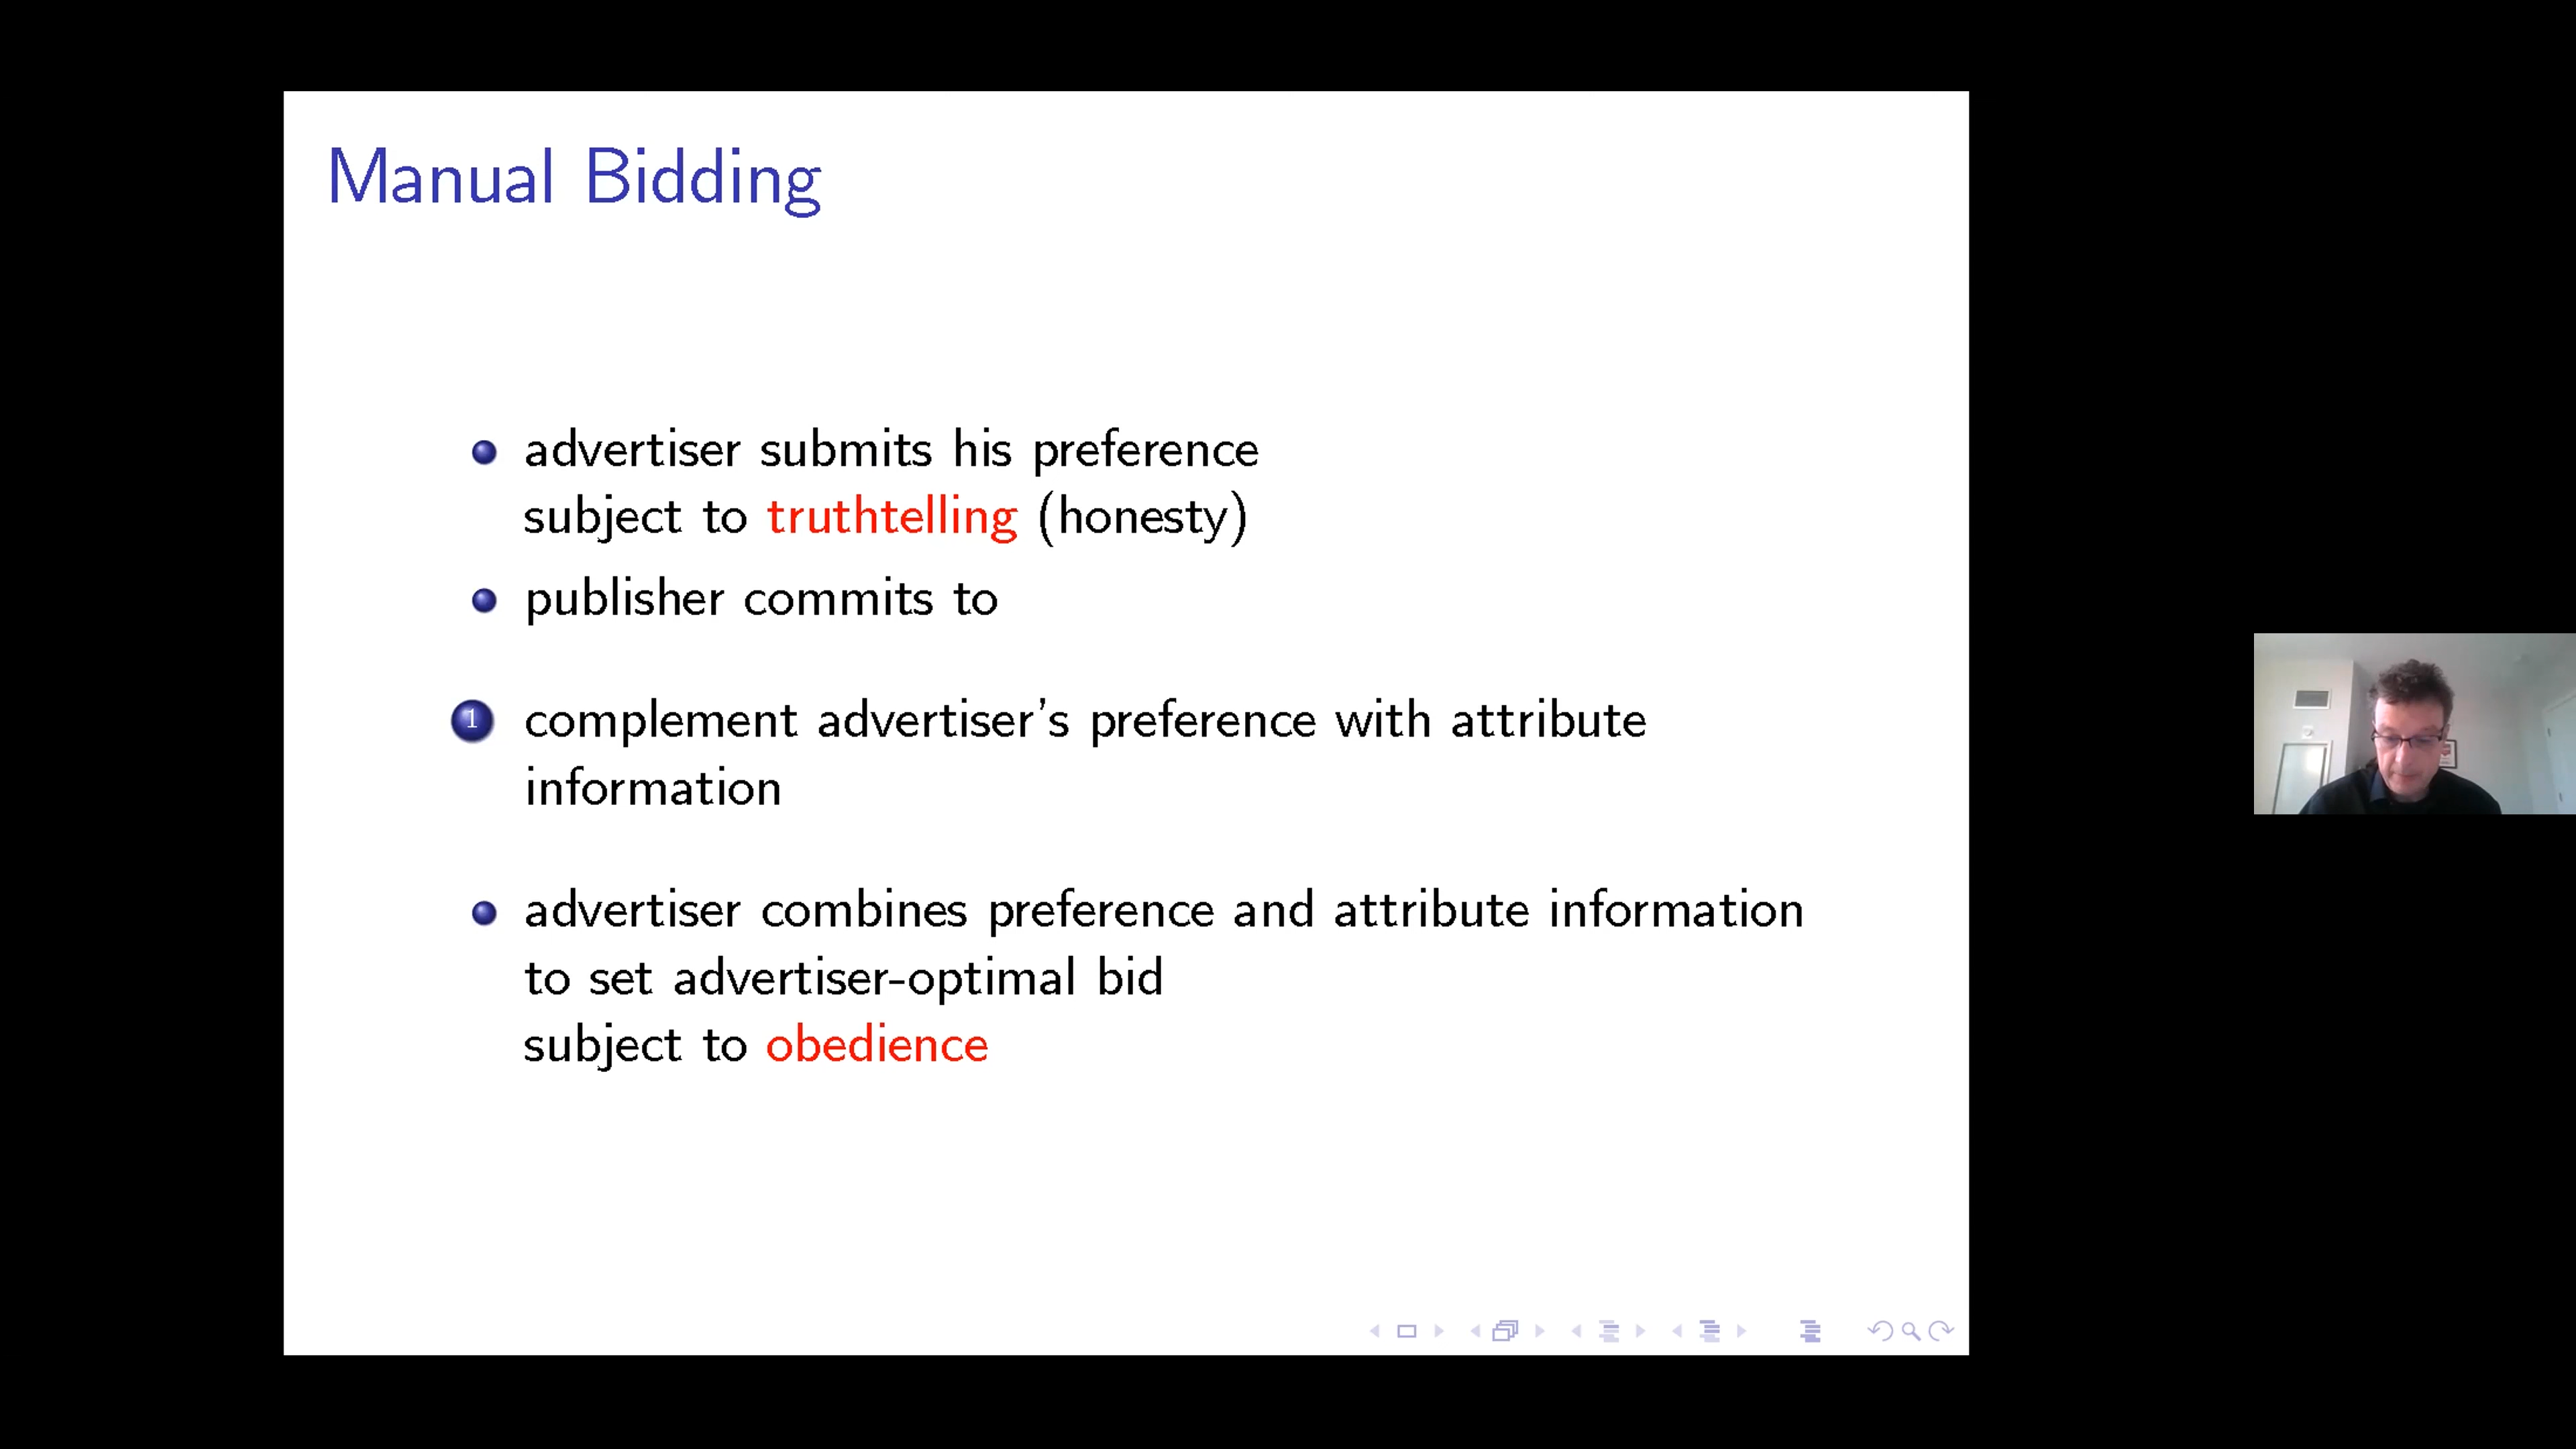 Manual Bidding
advertiser submits his preference
subject to truthtelling (honesty)
publisher commits to
1 complement advertiser's preference with attribute
information
advertiser combines preference and attribute information
to set advertiser-optimal bid
subject to obedience